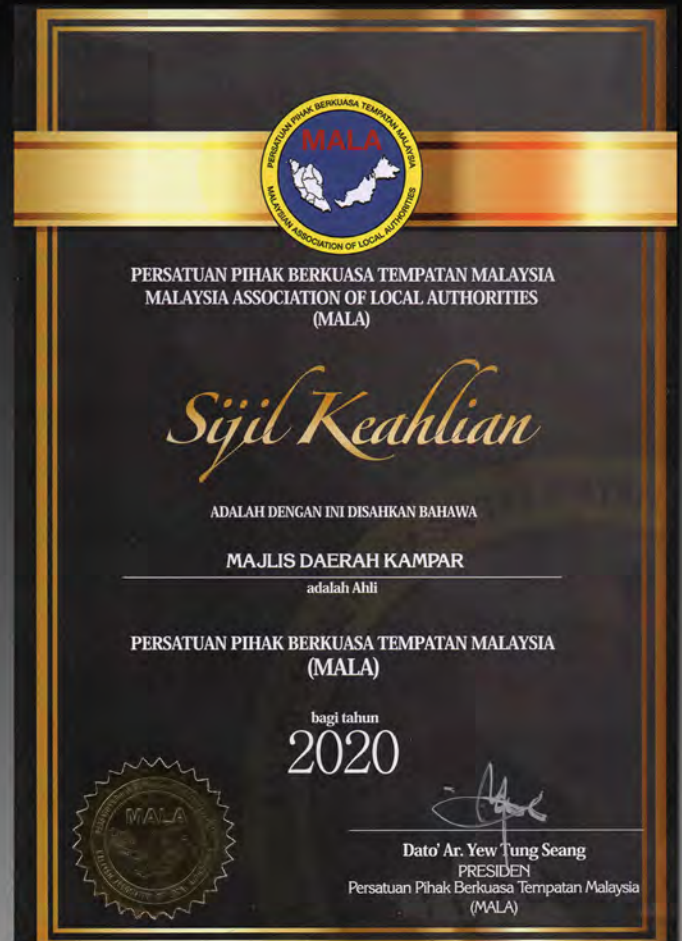 PERSATUAN PIHAK BERKUASA TEMPATAN MALAYSIA
MALAYSIAN ASSOCIATION OF LOCAL AUTHORITIES
MALA
PERSATUAN PIHAK BERKUASA TEMPATAN MALAYSIA
MALAYSIA ASSOCIATION OF LOCAL AUTHORITIES
(MALA)
Sijil Keahlian
ADALAH DENGAN INI DISAHKAN BAHAWA
MAJLIS DAERAH KAMPAR
adalah Ahli
PERSATUAN PIHAK BERKUASA TEMPATAN MALAYSIA
(MALA)
bagi tahun
2020
MALA
Dato' Ar. Yew Tung Seang
PRESIDEN
Persatuan Pihak Berkuasa Tempatan Malaysia
(MALA)